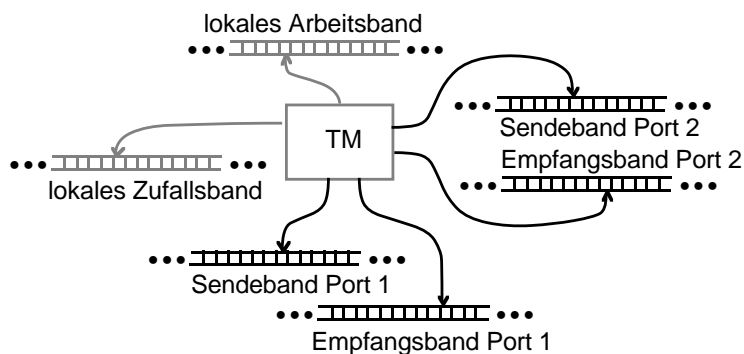 lokales Arbeitsband
TM
Sendeband Port 2
Empfangsband Port 2
lokales Zufallsband
Sendeband Port 1
Empfangsband Port 1